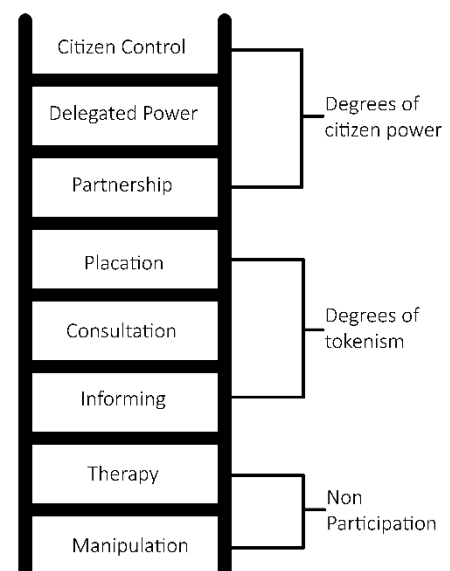 Citizen Control
Delegated Power
Partnership
Placation
Consultation
Informing
Therapy
Manipulation
Degrees of
citizen power
Degrees of
tokenism
Non
Participation